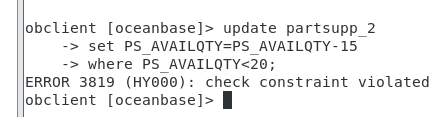 obclient [oceanbase]> update partsupp_2
    -> set PS_AVAILQTY=PS_AVAILQTY-15
    -> where PS_AVAILQTY<20;
ERROR 3819 (HY000): check constraint violated
obclient [oceanbase]>